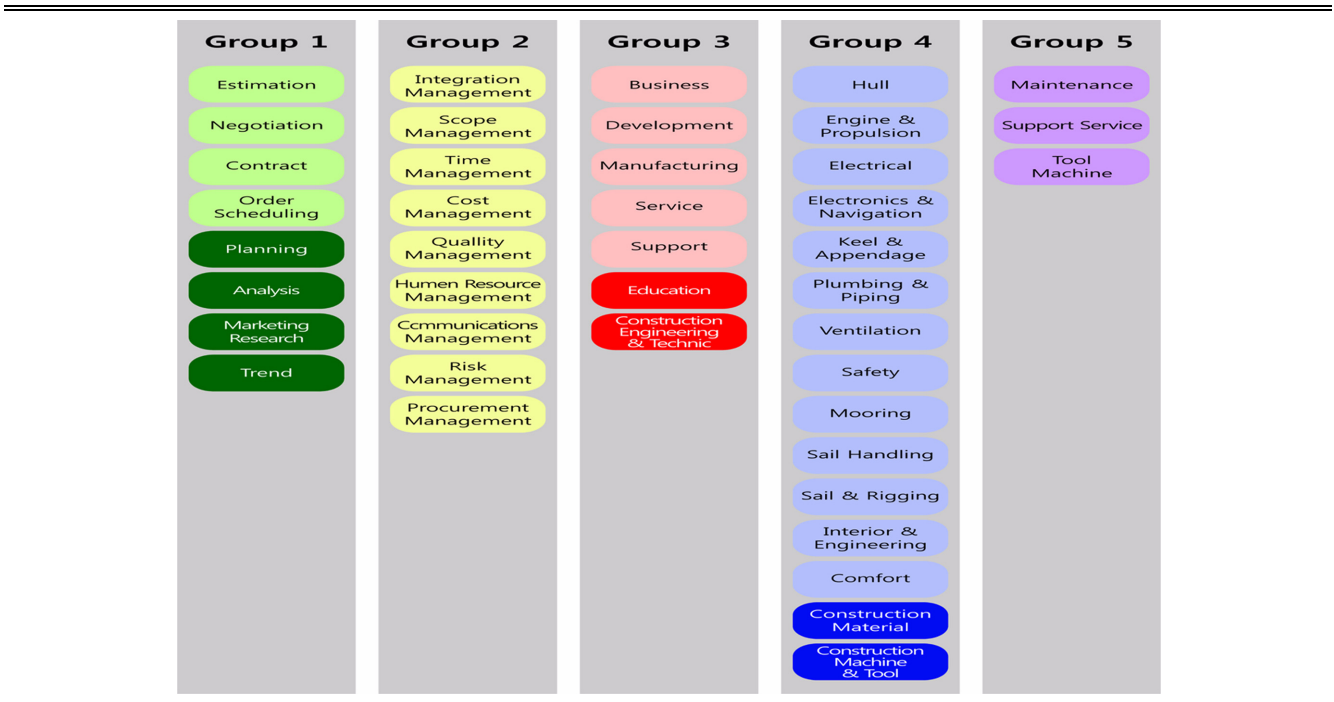 Group 1
Estimation
Negotiation
Contract
Order
Scheduling
Planning
Analysis
Marketing
Research
Trend
Group 2
Integration
Management
Scope
Management
Time
Management
Cost
Management
Quallity
Management
Humen Resource
Management
Ccmmunications
Management
Risk
Management
Procurement
Management
Group 3
Business
Development
Manufacturing
Service
Support
Education
Construction
Engineering
& Technic
Group 4
Hull
Engine &
Propulsion
Electrical
Electronics &
Navigation
Keel &
Appendage
Plumbing &
Piping
Ventilation
Safety
Mooring
Sail Handling
Sail & Rigging
Interior &
Engineering
Comfort
Construction
Material
Construction
Machine
& Tool
Group 5
Maintenance
Support Service
Tool
Machine